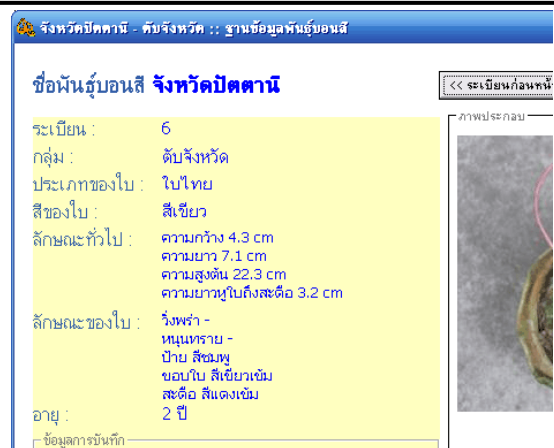 จังหวัดปัตตานี - ตับจังหวัด :: ฐานข้อมูลพันธุ์บอนสี
ชื่อพันธุ์บอนสี จังหวัดปัตตานี
<< ระเบียนก่อนหน้า
ภาพประกอบ
ระเบียน : 6
กลุ่ม : ตับจังหวัด
ประเภทของใบ : ใบไทย
สีของใบ : สีเขียว
ลักษณะทั่วไป : ความกว้าง 4.3 cm
ความยาว 7.1 cm
ความสูงต้น 22.3 cm
ความยาวหูใบถึงสะดือ 3.2 cm
ลักษณะของใบ : วิ่งพร่า -
หนุนทราย -
ป้าย สีชมพู
ขอบใบ สีเขียวเข้ม
สะดือ สีแดงเข้ม
อายุ : 2 ปี
ข้อมูลการบันทึก